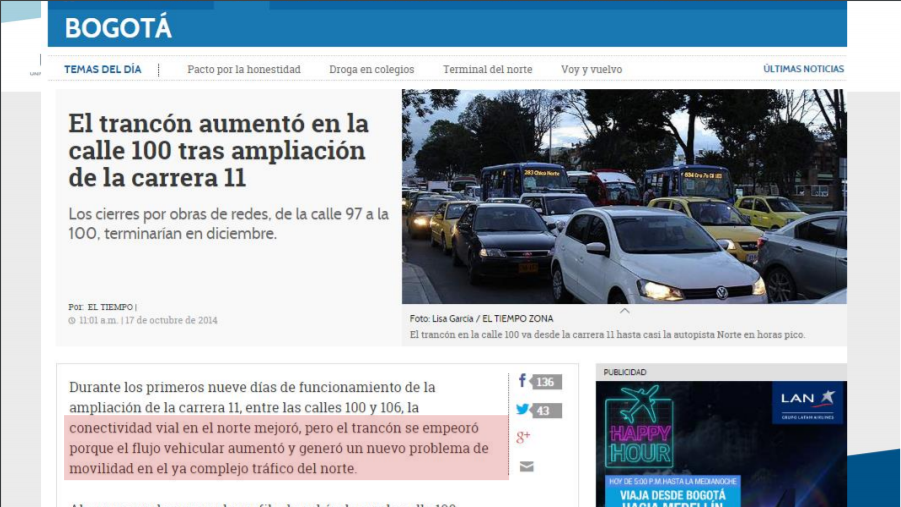 BOGOTÁ
TEMAS DEL DÍA
Pacto por la honestidad
Droga en colegios
Terminal del norte
Voy y vuelvo
ÚLTIMAS NOTICIAS
El trancón aumentó en la
calle 100 tras ampliación
de la carrera 11
Los cierres por obras de redes, de la calle 97 a la
100, terminarían en diciembre.
Por: EL TIEMPO |
11:01 a.m. | 17 de octubre de 2014
Foto: Lisa García / EL TIEMPO ZONA
El trancón en la calle 100 va desde la carrera 11 hasta casi la autopista Norte en horas pico.
Durante los primeros nueve días de funcionamiento de la
ampliación de la carrera 11, entre las calles 100 y 106, la
conectividad vial en el norte mejoró, pero el trancón se empeoró
porque el flujo vehicular aumentó y generó un nuevo problema de
movilidad en el ya complejo tráfico del norte.
136
43
PUBLICIDAD
LAN
HAPPY
HOUR
HOY DE 5:00 P.M. HASTA LA MEDIANOCHE
VIAJA DESDE BOGOTÁ
HACIA MEDELLÍN